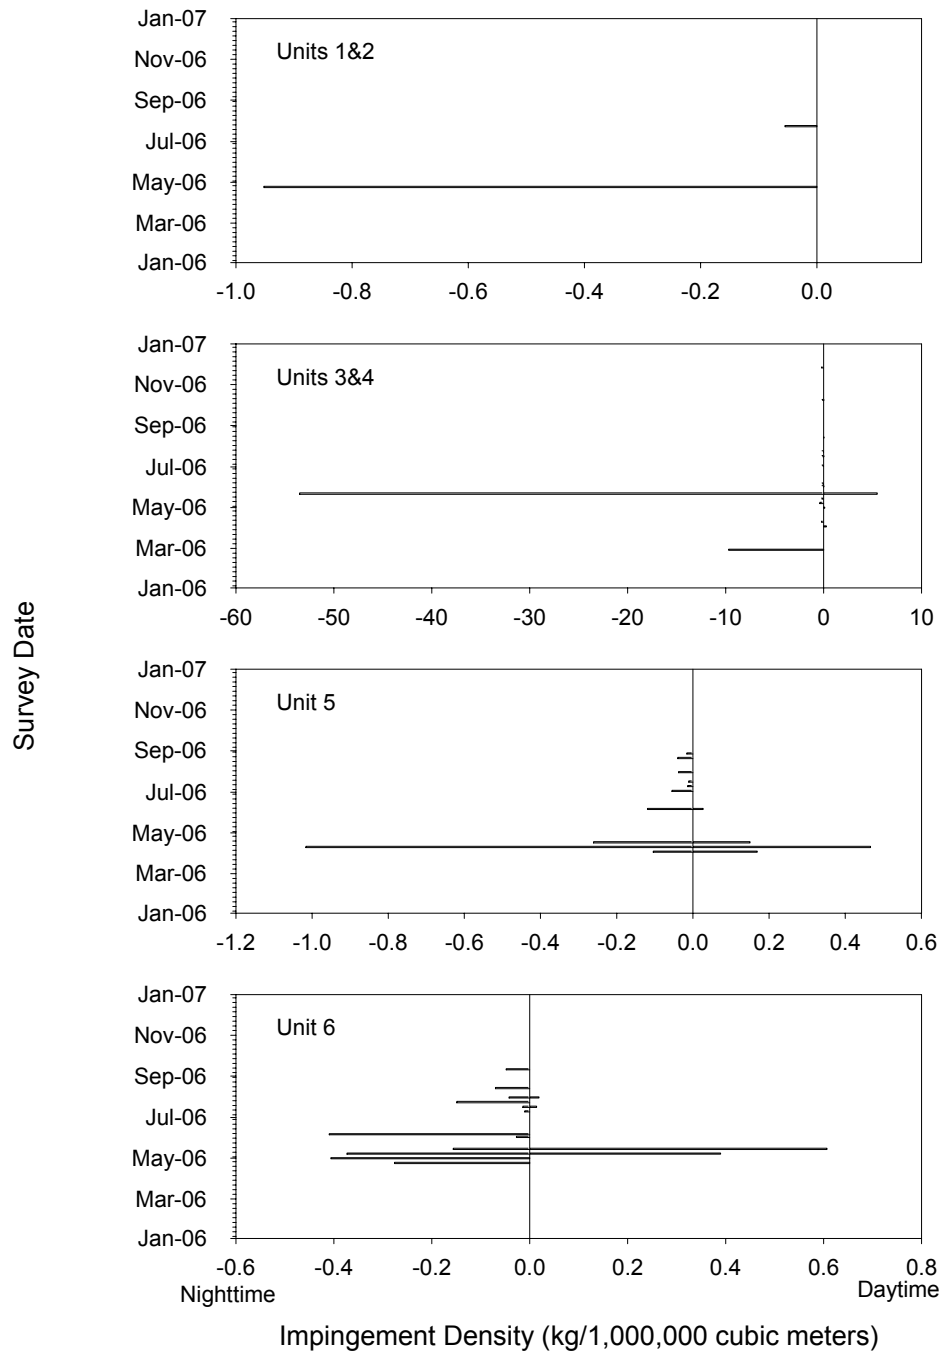 Jan-07
Units 1&2
Nov-06
Sep-06
Jul-06
May-06
Mar-06
Jan-06
-1.0 -0.8 -0.6 -0.4 -0.2 0.0
Jan-07
Units 3&4
Nov-06
Sep-06
Jul-06
May-06
Mar-06
Jan-06
-60 -50 -40 -30 -20 -10 0 10
Survey Date
Jan-07
Unit 5
Nov-06
Sep-06
Jul-06
May-06
Mar-06
Jan-06
-1.2 -1.0 -0.8 -0.6 -0.4 -0.2 0.0 0.2 0.4 0.6
Jan-07
Unit 6
Nov-06
Sep-06
Jul-06
May-06
Mar-06
Jan-06
-0.6 -0.4 -0.2 0.0 0.2 0.4 0.6 0.8
Nighttime Daytime
Impingement Density (kg/1,000,000 cubic meters)